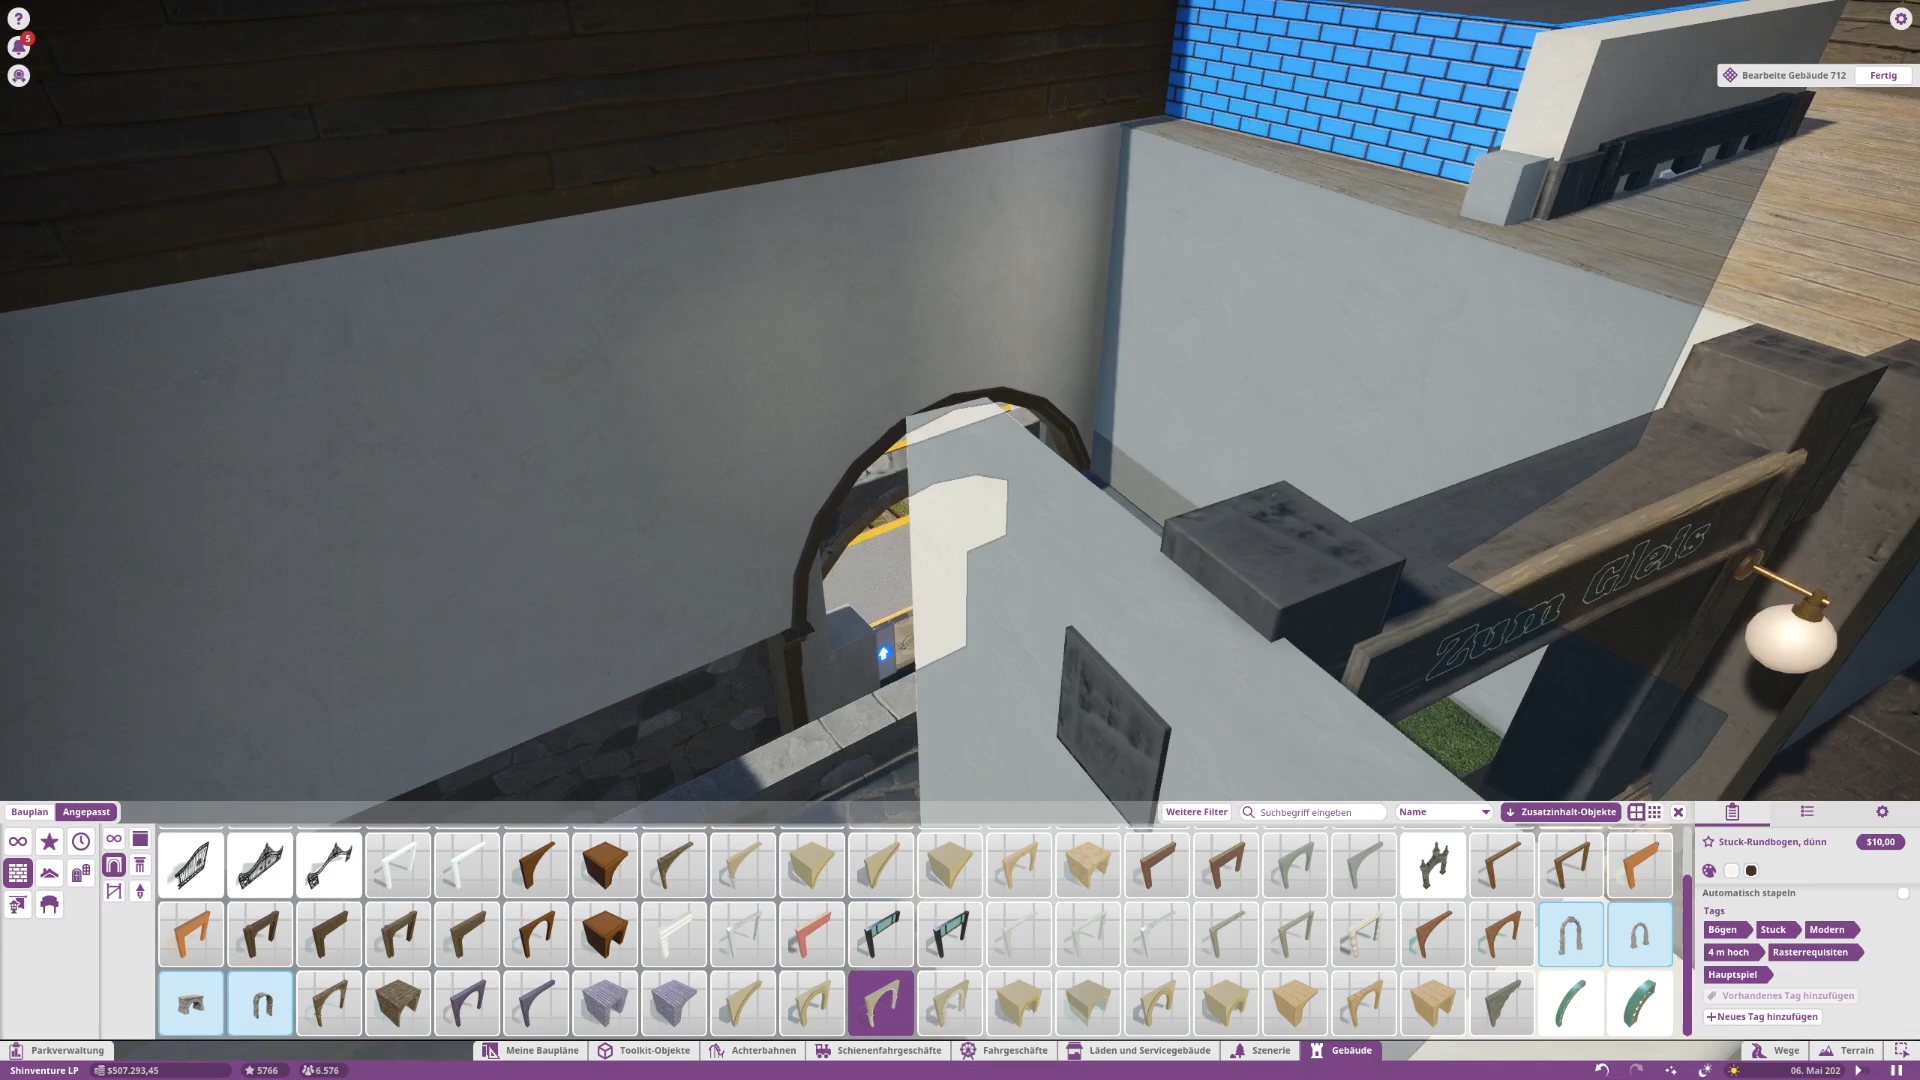 5
Bearbeite Gebäude 712
Fertig
Zum Gleis
Bauplan
Angepasst
Weitere Filter
Suchbegriff eingeben
Name
Zusatzinhalt-Objekte
Stuck-Rundbogen, dünn
$10,00
Automatisch stapeln
Tags
Bögen
Stuck
Modern
4 m hoch
Rasterrequisiten
Hauptspiel
Vorhandenes Tag hinzufügen
+Neues Tag hinzufügen
Parkverwaltung
Meine Baupläne
Toolkit-Objekte
Achterbahnen
Schienenfahrgeschäfte
Fahrgeschäfte
Läden und Servicegebäude
Szenerie
Gebäude
Wege
Terrain
Shinventure LP
$507.293,45
5766
6.576
06. Mai 202